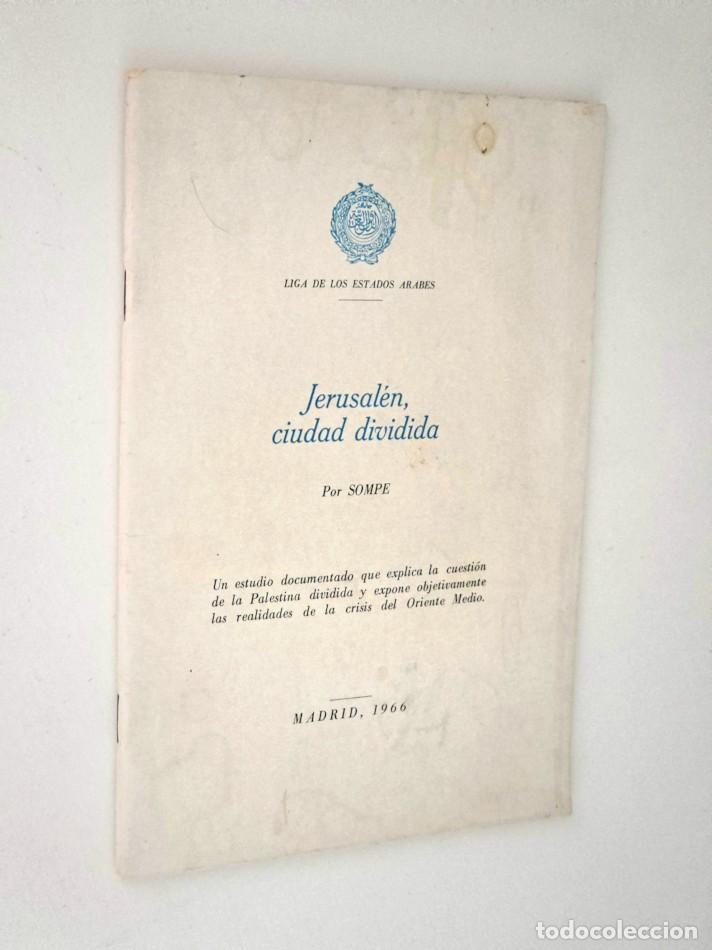 LIGA DE LOS ESTADOS ARABES
Jerusalén,
ciudad dividida
Por SOMPE
Un estudio documentado que explica la cuestión
de la Palestina dividida y expone objetivamente
las realidades de la crisis del Oriente Medio.
MADRID, 1966
todocoleccion